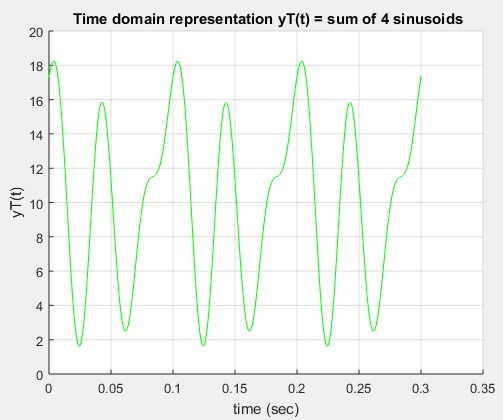 Time domain representation yT(t) = sum of 4 sinusoids
20
18
16
14
12
10
8
6
4
2
0
yT(t)
0 0.05 0.1 0.15 0.2 0.25 0.3 0.35
time (sec)